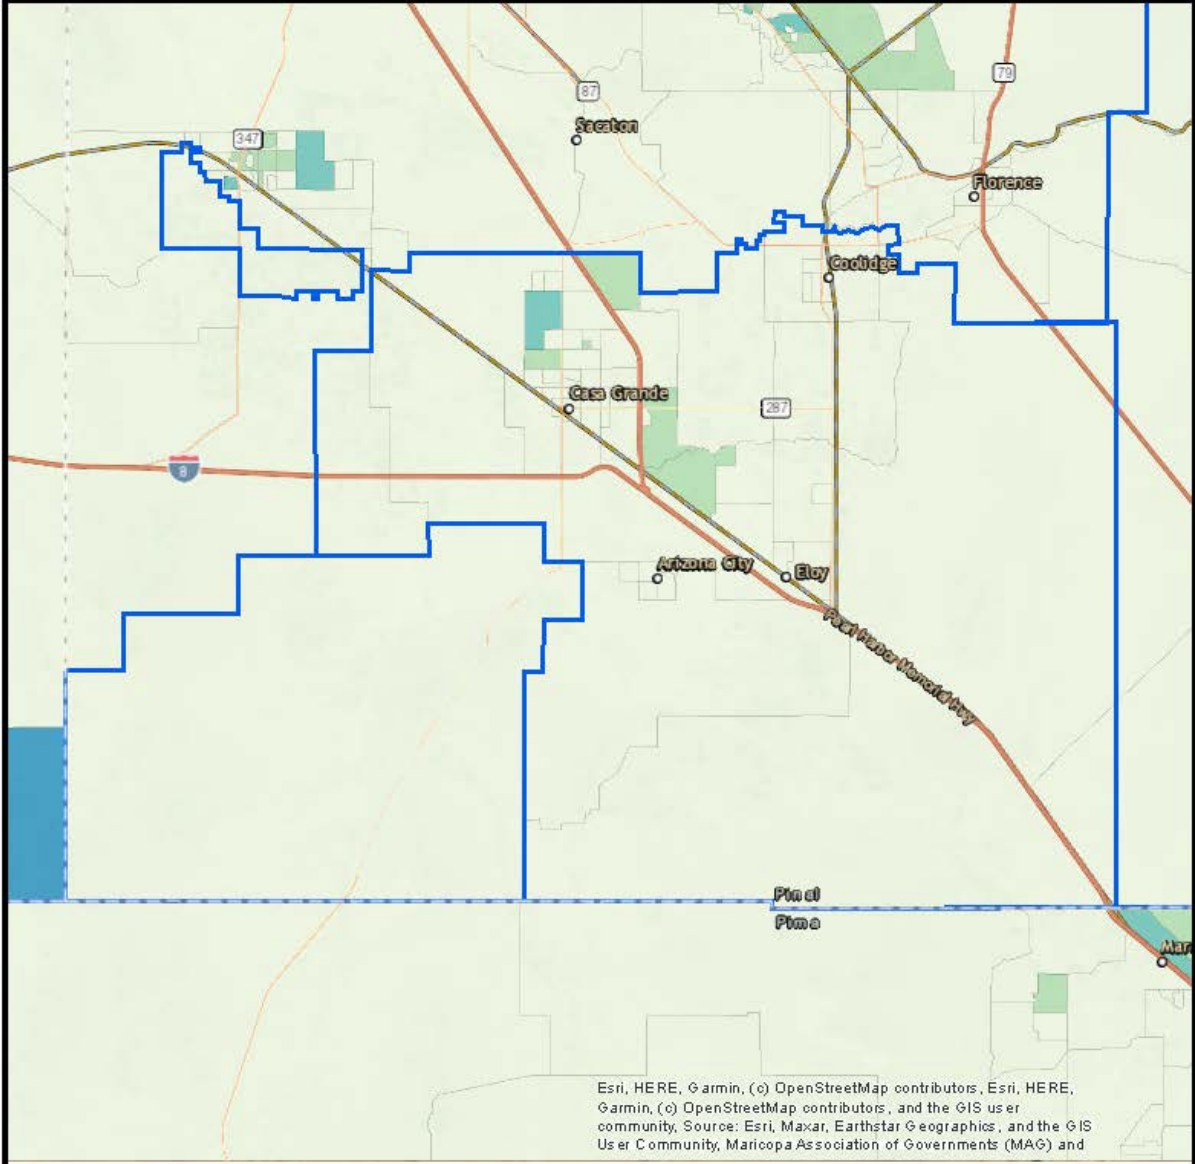 87
79
Sacaton
347
Florence
Coolidge
Casa Grande
287
8
Arizona City
Eloy
Pearl Harbor Memorial Hwy
Pinal
Pima
Mar
Esri, HERE, Garmin, (c) OpenStreetMap contributors, Esri, HERE,
Garmin, (c) OpenStreetMap contributors, and the GIS user
community, Source: Esri, Maxar, Earthstar Geographics, and the GIS
User Community, Maricopa Association of Governments (MAG) and